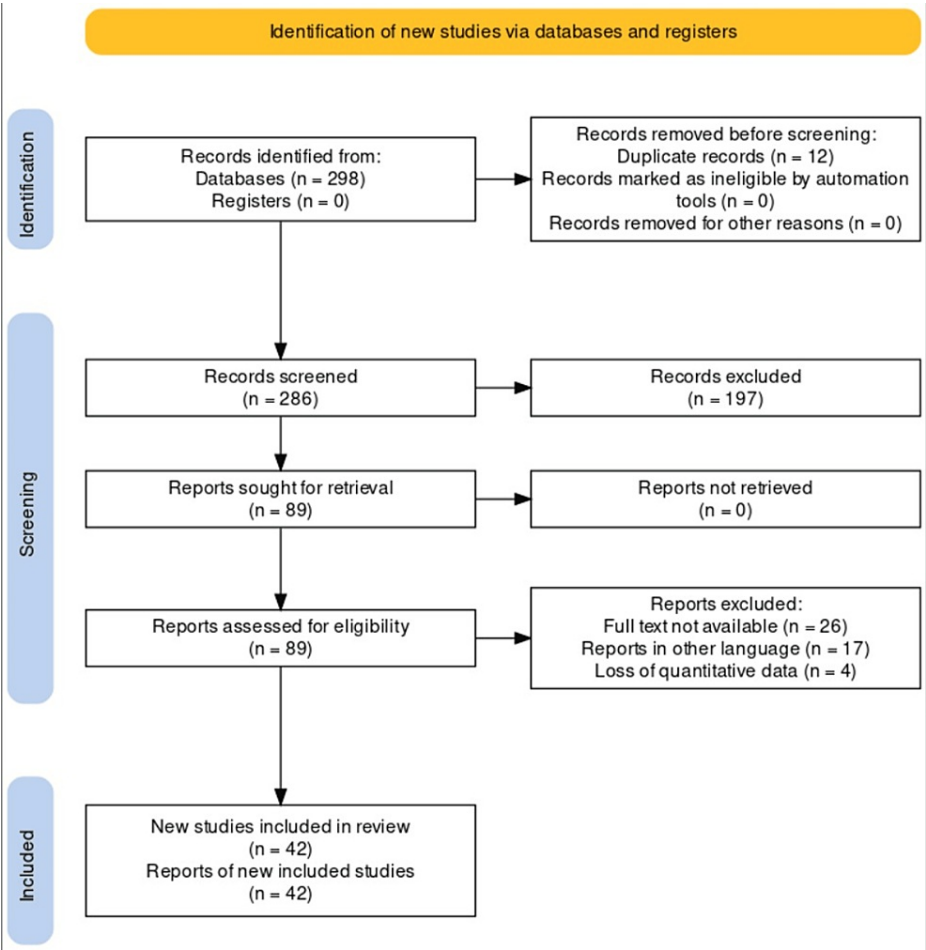 Identification of new studies via databases and registers
Identification
Records identified from:
Databases (n = 298)
Registers (n = 0)
Records removed before screening:
Duplicate records (n = 12)
Records marked as ineligible by automation
tools (n = 0)
Records removed for other reasons (n = 0)
Screening
Records screened
(n = 286)
Records excluded
(n = 197)
Reports sought for retrieval
(n = 89)
Reports not retrieved
(n = 0)
Reports assessed for eligibility
(n = 89)
Reports excluded:
Full text not available (n = 26)
Reports in other language (n = 17)
Loss of quantitative data (n = 4)
Included
New studies included in review
(n = 42)
Reports of new included studies
(n = 42)